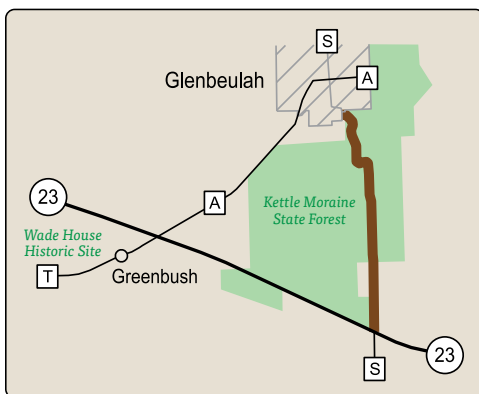 S
Glenbeulah
A
23
A
Kettle Moraine
State Forest
Wade House
Historic Site
T
Greenbush
23
S